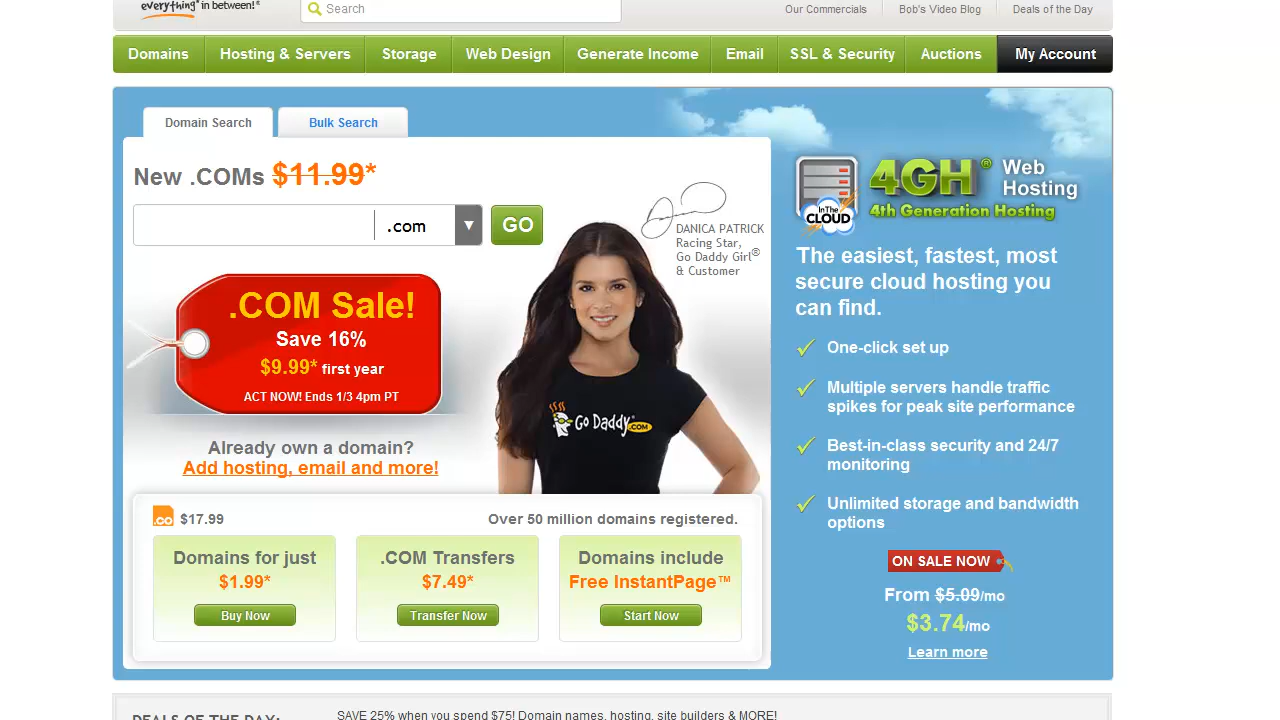 everything® in between!®
Search
Our Commercials
Bob's Video Blog
Deals of the Day
Domains
Hosting & Servers
Storage
Web Design
Generate Income
Email
SSL & Security
Auctions
My Account
Domain Search
Bulk Search
New .COMs $11.99*
.com
GO
DANICA PATRICK
Racing Star,
Go Daddy Girl®
& Customer
.COM Sale!
Save 16%
$9.99* first year
ACT NOW! Ends 1/3 4pm PT
Go Daddy.COM
Already own a domain?
Add hosting, email and more!
.co $17.99
Over 50 million domains registered.
Domains for just
$1.99*
Buy Now
.COM Transfers
$7.49*
Transfer Now
Domains include
Free InstantPage™
Start Now
In The
CLOUD
4GH® Web
Hosting
4th Generation Hosting
The easiest, fastest, most
secure cloud hosting you
can find.
One-click set up
Multiple servers handle traffic
spikes for peak site performance
Best-in-class security and 24/7
monitoring
Unlimited storage and bandwidth
options
ON SALE NOW
From $5.09/mo
$3.74/mo
Learn more
DEALS OF THE DAY:
SAVE 25% when you spend $75! Domain names, hosting, site builders & MORE!